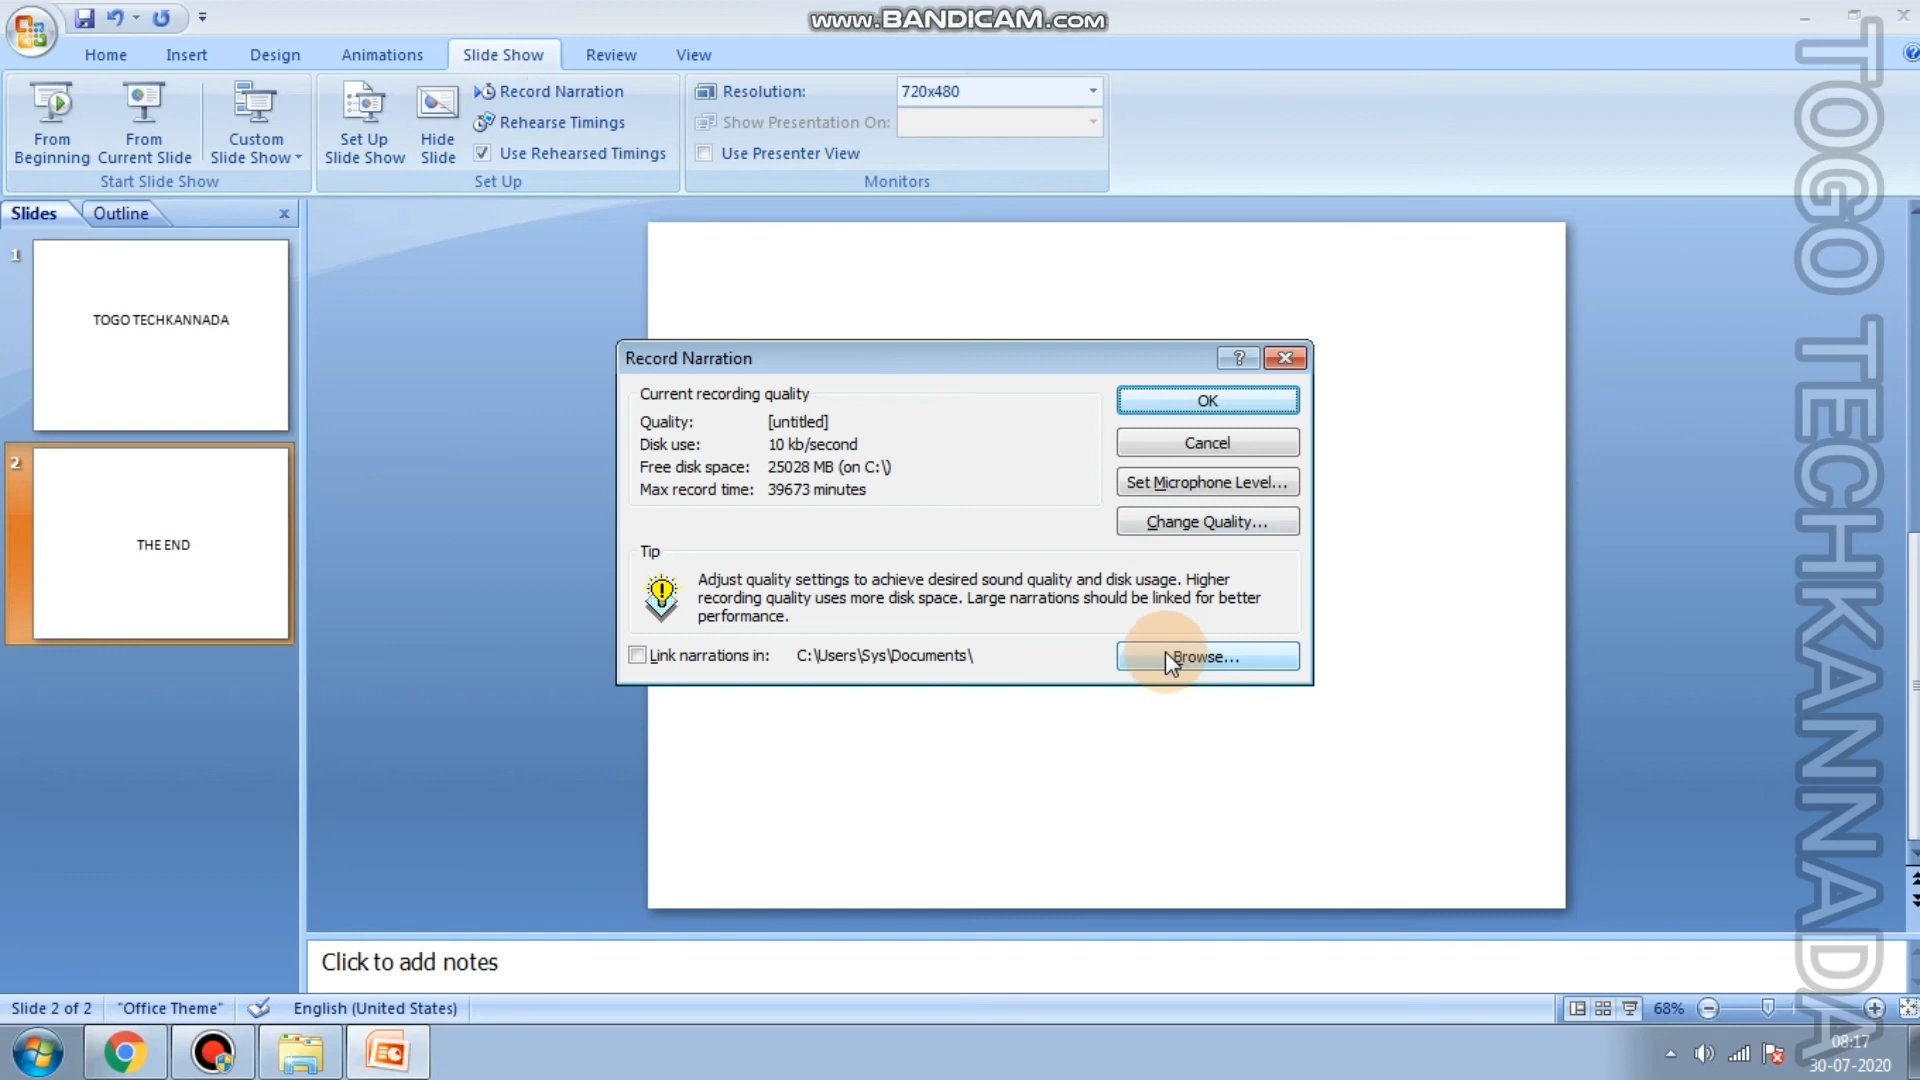 www.BANDICAM.com
Home Insert Design Animations Slide Show Review View
From Beginning
From Current Slide
Custom Slide Show
Start Slide Show
Set Up Slide Show
Hide Slide
Record Narration
Rehearse Timings
Use Rehearsed Timings
Set Up
Resolution: 720x480
Show Presentation On:
Use Presenter View
Monitors
Slides Outline x
1
TOGO TECHKANNADA
2
THE END
Record Narration
Current recording quality
Quality: [untitled]
Disk use: 10 kb/second
Free disk space: 25028 MB (on C:\)
Max record time: 39673 minutes
OK
Cancel
Set Microphone Level...
Change Quality...
Tip
Adjust quality settings to achieve desired sound quality and disk usage. Higher
recording quality uses more disk space. Large narrations should be linked for better
performance.
Link narrations in: C:\Users\Sys\Documents\
Browse...
Click to add notes
Slide 2 of 2 "Office Theme" English (United States) 68%
08:17
30-07-2020
TOGO TECHKANNADA